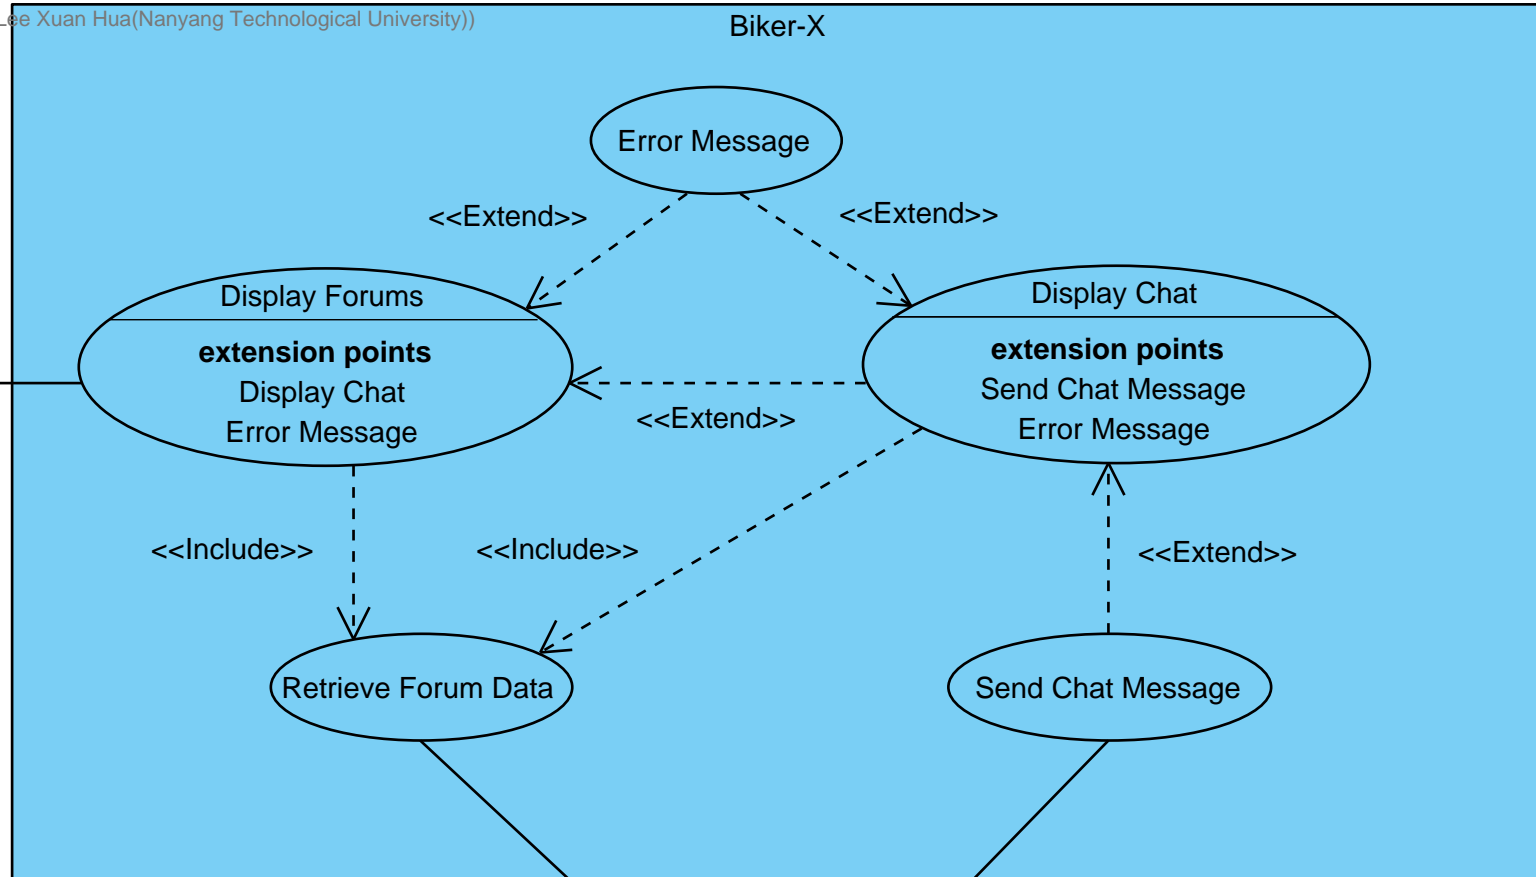 Lee Xuan Hua(Nanyang Technological University))
Biker-X
Error Message
<<Extend>>
<<Extend>>
Display Forums
extension points
Display Chat
Error Message
Display Chat
extension points
Send Chat Message
Error Message
<<Extend>>
<<Include>>
<<Include>>
<<Extend>>
Retrieve Forum Data
Send Chat Message